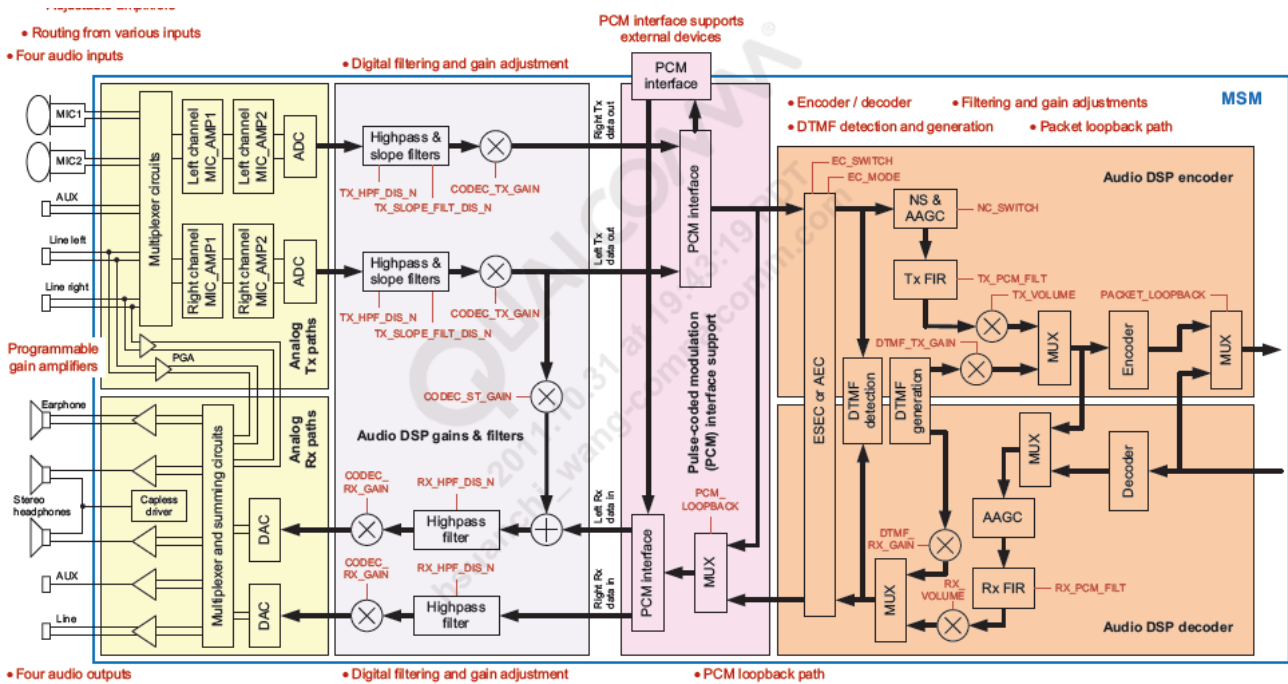 • Routing from various inputs
• Four audio inputs
• Digital filtering and gain adjustment
PCM interface supports
external devices
MSM
• Encoder / decoder
• Filtering and gain adjustments
• DTMF detection and generation
• Packet loopback path
MIC1
MIC2
AUX
Line left
Line right
Multiplexer circuits
Left channel
MIC_AMP1
Left channel
MIC_AMP2
ADC
Right channel
MIC_AMP1
Right channel
MIC_AMP2
ADC
PGA
Analog
Tx paths
Programmable
gain amplifiers
Highpass &
slope filters
TX_HPF_DIS_N
TX_SLOPE_FILT_DIS_N
CODEC_TX_GAIN
Right Tx
data out
Highpass &
slope filters
TX_HPF_DIS_N
TX_SLOPE_FILT_DIS_N
CODEC_TX_GAIN
Left Tx
data out
CODEC_ST_GAIN
Audio DSP gains & filters
PCM
interface
PCM interface
Pulse-coded modulation
(PCM) interface support
PCM_
LOOPBACK
MUX
PCM interface
Left Rx
data in
Right Rx
data in
Earphone
Stereo
headphones
Capless
driver
AUX
Line
Multiplexer and summing circuits
Analog
Rx paths
DAC
DAC
CODEC_
RX_GAIN
RX_HPF_DIS_N
Highpass
filter
CODEC_
RX_GAIN
RX_HPF_DIS_N
Highpass
filter
EC_SWITCH
EC_MODE
Audio DSP encoder
ESEC or AEC
NS &
AAGC
NC_SWITCH
Tx FIR
TX_PCM_FILT
TX_VOLUME
PACKET_LOOPBACK
DTMF_TX_GAIN
MUX
Encoder
MUX
DTMF
detection
DTMF
generation
MUX
Decoder
AAGC
DTMF_
RX_GAIN
MUX
RX_
VOLUME
Rx FIR
RX_PCM_FILT
Audio DSP decoder
• Four audio outputs
• Digital filtering and gain adjustment
• PCM loopback path
QUALCOMM